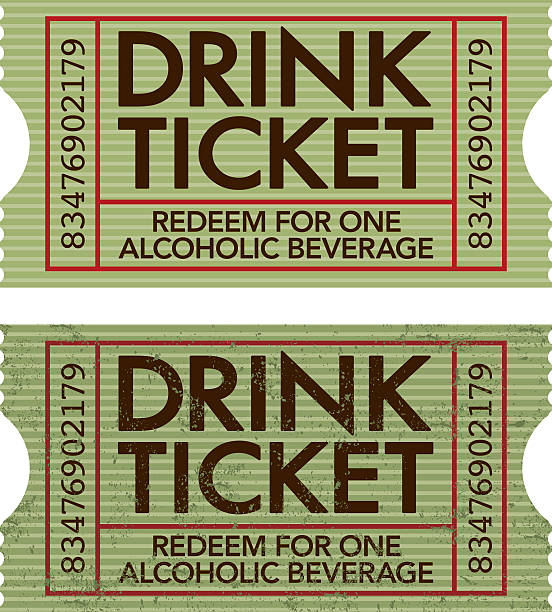 83476902179
DRINK
TICKET
REDEEM FOR ONE
ALCOHOLIC BEVERAGE
83476902179
83476902179
DRINK
TICKET
REDEEM FOR ONE
ALCOHOLIC BEVERAGE
83476902179